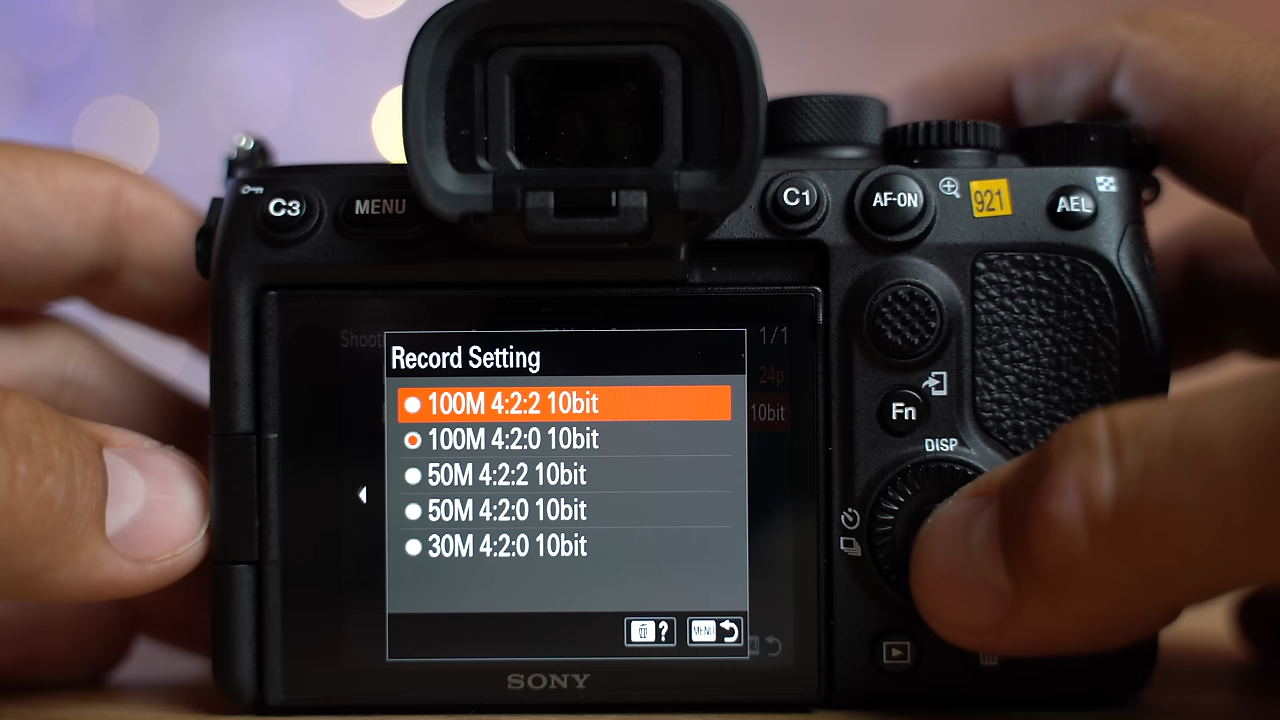 C3
MENU
C1
AF-ON
921
AEL
Shoot
1/1
24p
10bit
Record Setting
100M 4:2:2 10bit
100M 4:2:0 10bit
50M 4:2:2 10bit
50M 4:2:0 10bit
30M 4:2:0 10bit
?
MENU
Fn
DISP
SONY